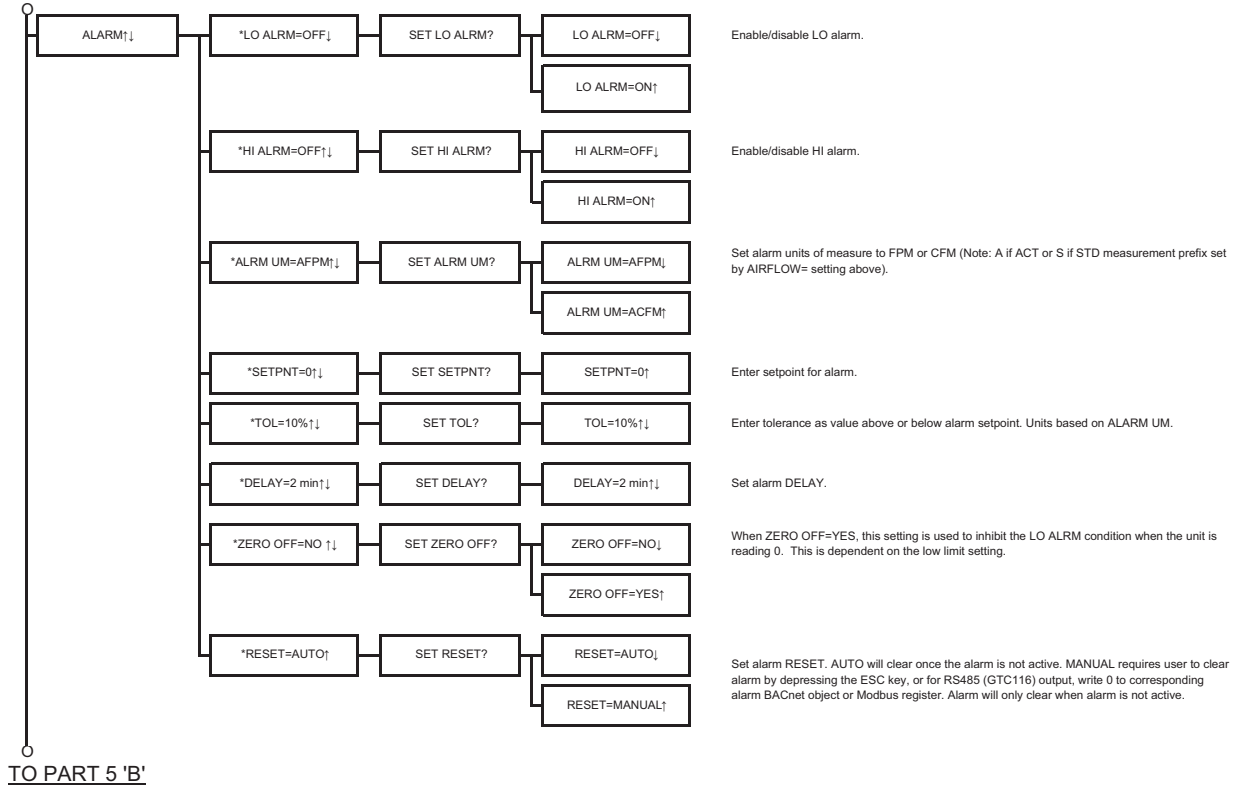 O
ALARM↑↓
*LO ALRM=OFF↓
SET LO ALRM?
LO ALRM=OFF↓
Enable/disable LO alarm.
LO ALRM=ON↑
*HI ALRM=OFF↑↓
SET HI ALRM?
HI ALRM=OFF↓
Enable/disable HI alarm.
HI ALRM=ON↑
*ALRM UM=AFPM↑↓
SET ALRM UM?
ALRM UM=AFPM↓
Set alarm units of measure to FPM or CFM (Note: A if ACT or S if STD measurement prefix set
by AIRFLOW= setting above).
ALRM UM=ACFM↑
*SETPNT=0↑↓
SET SETPNT?
SETPNT=0↑
Enter setpoint for alarm.
*TOL=10%↑↓
SET TOL?
TOL=10%↑↓
Enter tolerance as value above or below alarm setpoint. Units based on ALARM UM.
*DELAY=2 min↑↓
SET DELAY?
DELAY=2 min↑↓
Set alarm DELAY.
*ZERO OFF=NO ↑↓
SET ZERO OFF?
ZERO OFF=NO↓
When ZERO OFF=YES, this setting is used to inhibit the LO ALRM condition when the unit is
reading 0. This is dependent on the low limit setting.
ZERO OFF=YES↑
*RESET=AUTO↑
SET RESET?
RESET=AUTO↓
Set alarm RESET. AUTO will clear once the alarm is not active. MANUAL requires user to clear
alarm by depressing the ESC key, or for RS485 (GTC116) output, write 0 to corresponding
alarm BACnet object or Modbus register. Alarm will only clear when alarm is not active.
RESET=MANUAL↑
O
TO PART 5 'B'